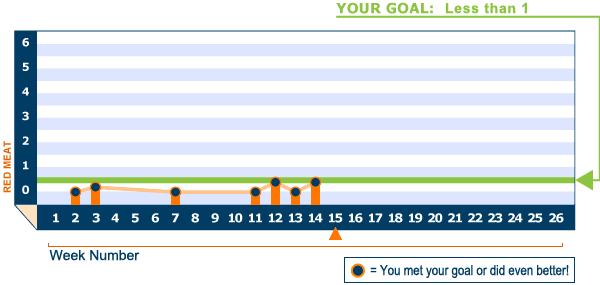 YOUR GOAL: Less than 1
6
5
4
3
2
1
0
RED MEAT
1 2 3 4 5 6 7 8 9 10 11 12 13 14 15 16 17 18 19 20 21 22 23 24 25 26
Week Number
= You met your goal or did even better!